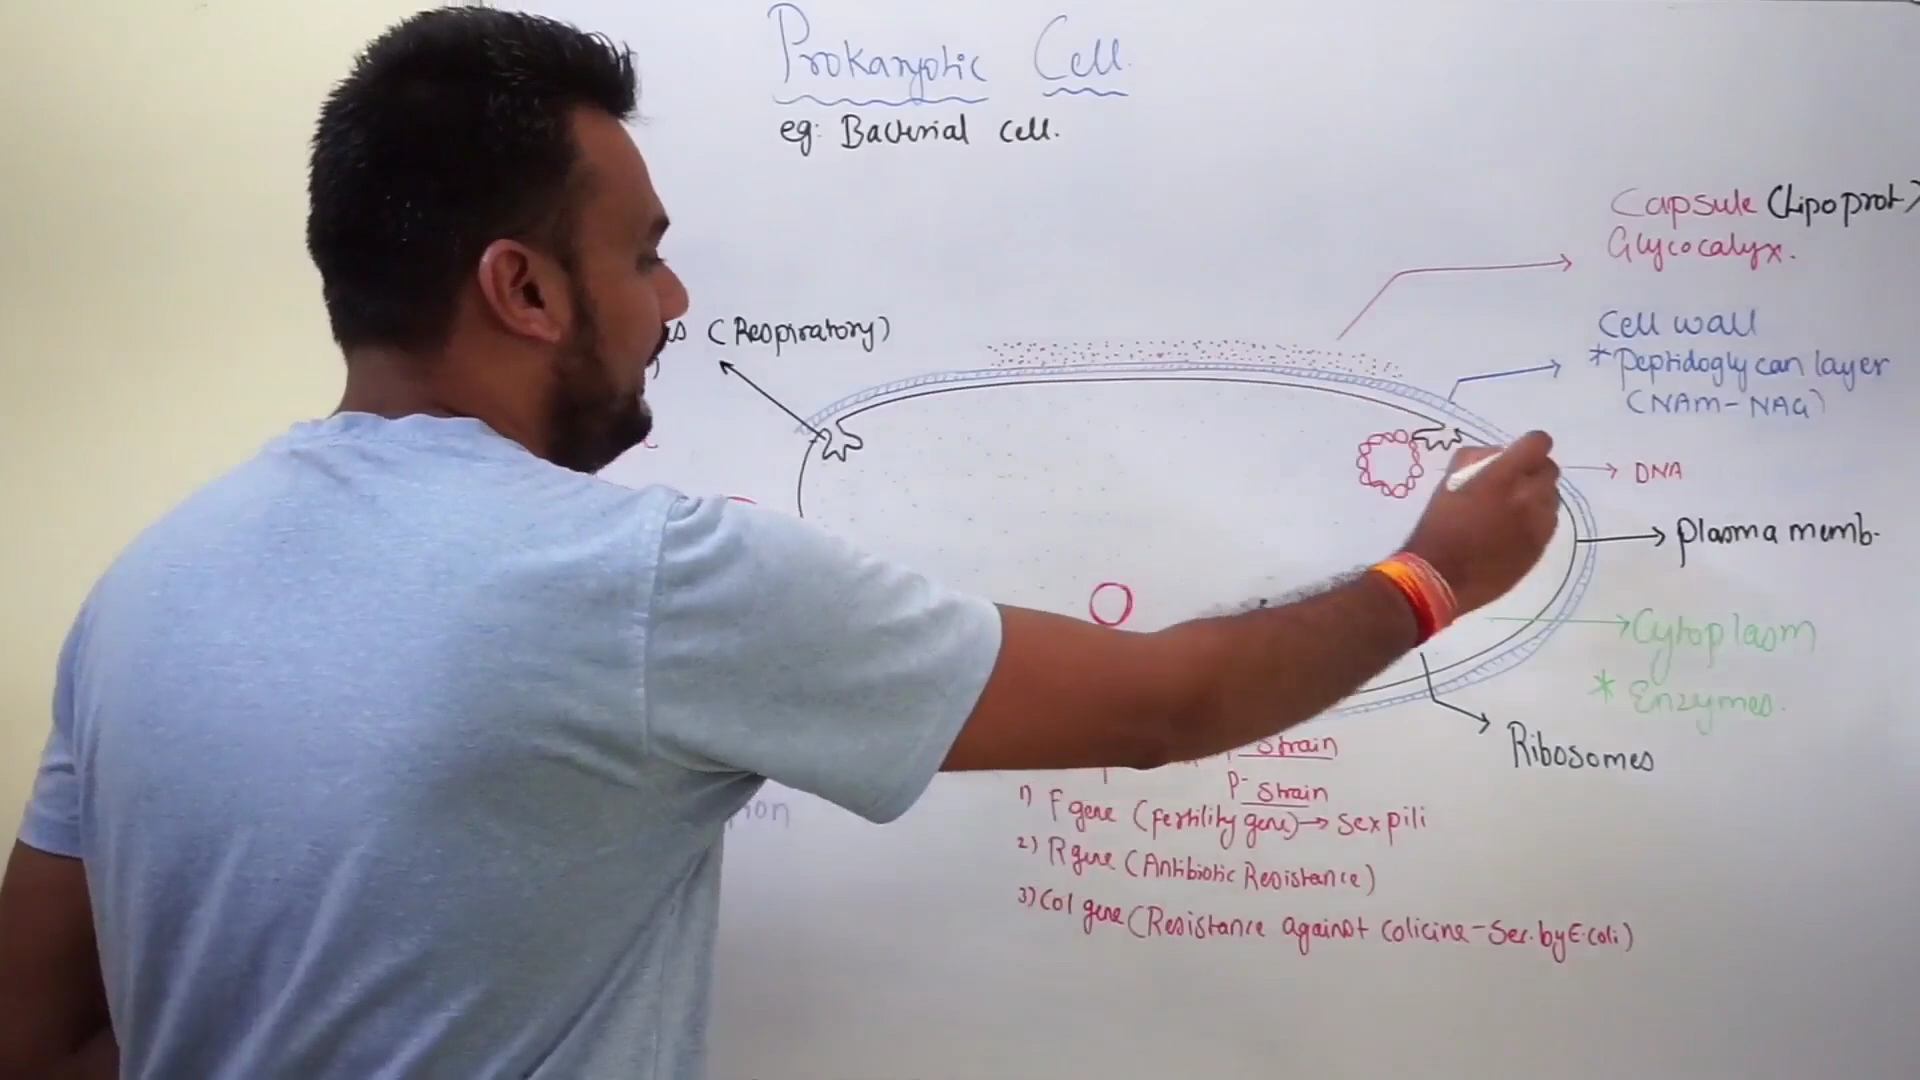 Prokaryotic Cell
eg: Bacterial cell.
Capsule (Lipoprot)
Glycocalyx.
(Respiratory)
Cell wall
* Peptidoglycan layer
(NAM-NAG)
DNA
Plasma memb.
Cytoplasm
* Enzymes.
Ribosomes
Strain
P- Strain
1) F gene (fertility gene) → Sex pili
2) R gene (Antibiotic Resistance)
3) Col gene (Resistance against colicine - Sec. by E. coli)